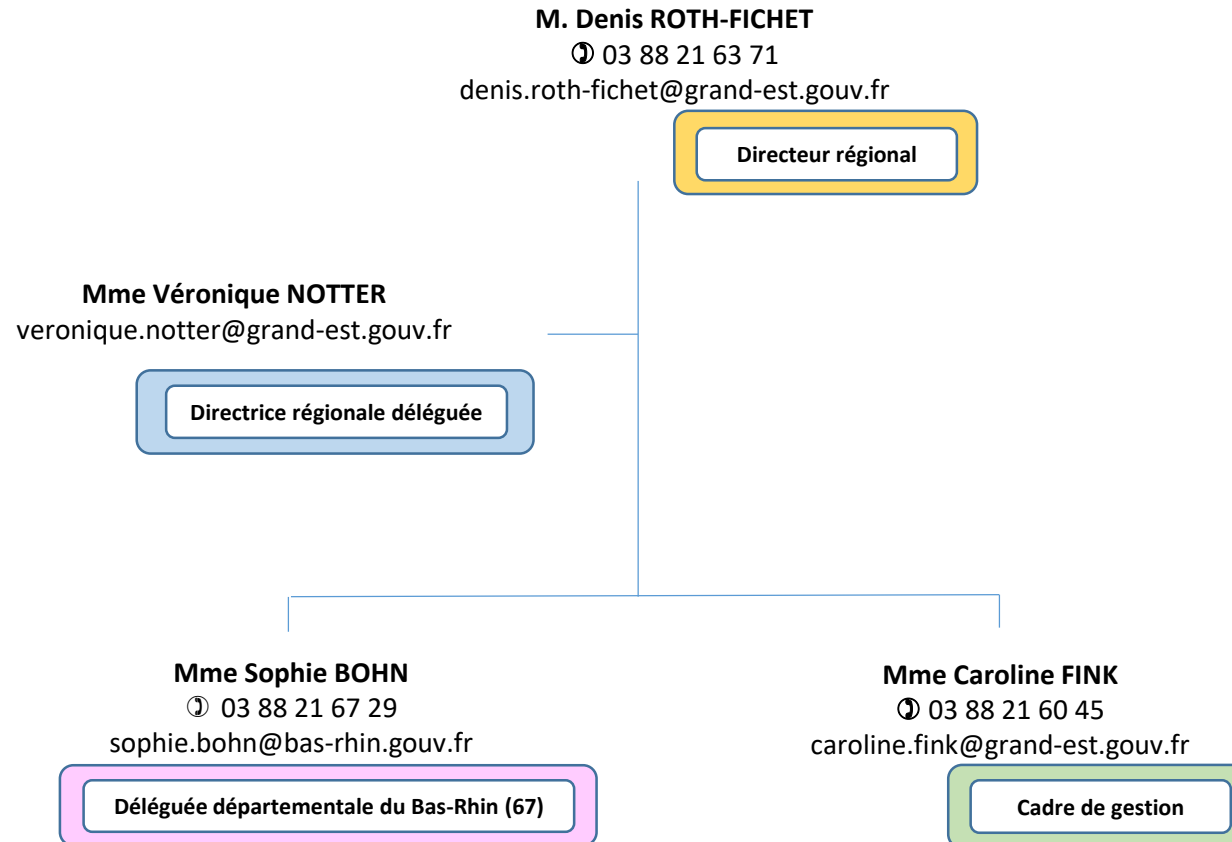 M. Denis ROTH-FICHET
✆ 03 88 21 63 71
denis.roth-fichet@grand-est.gouv.fr
Directeur régional
Mme Véronique NOTTER
veronique.notter@grand-est.gouv.fr
Directrice régionale déléguée
Mme Sophie BOHN
✆ 03 88 21 67 29
sophie.bohn@bas-rhin.gouv.fr
Déléguée départementale du Bas-Rhin (67)
Mme Caroline FINK
✆ 03 88 21 60 45
caroline.fink@grand-est.gouv.fr
Cadre de gestion